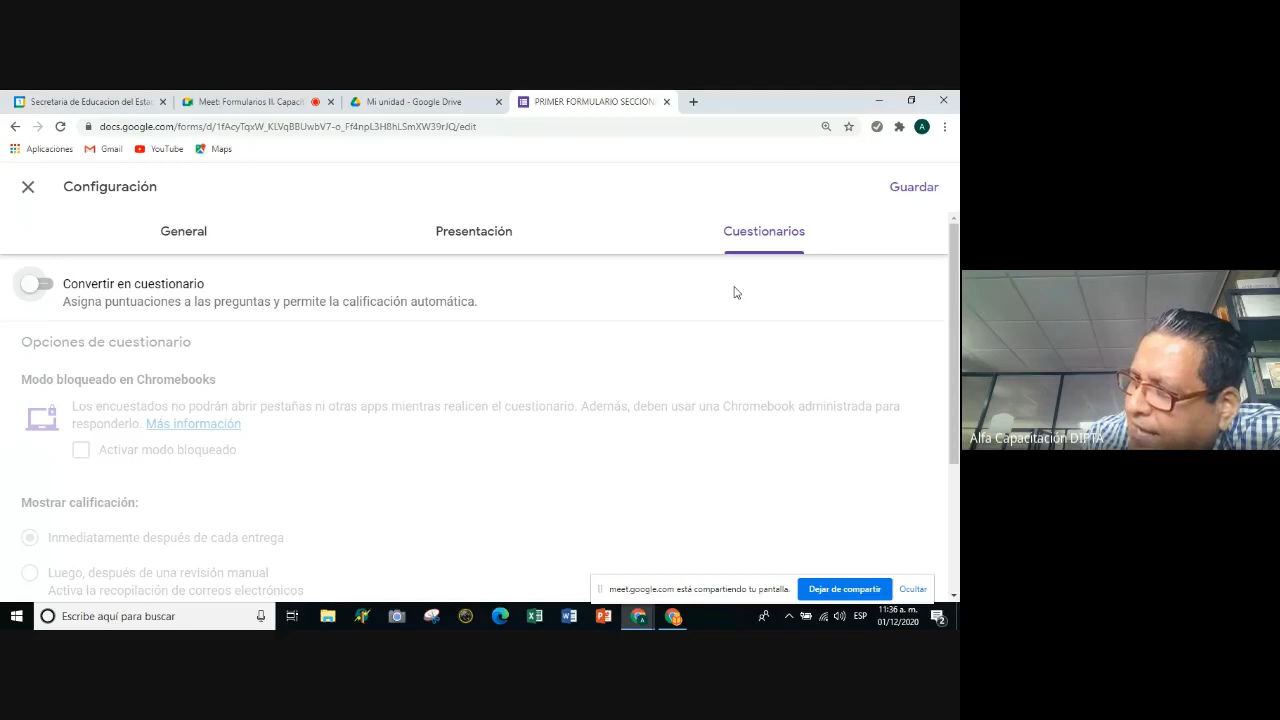 Secretaria de Educacion del Esta
Meet: Formularios II. Capaci
Mi unidad - Google Drive
PRIMER FORMULARIO SECCION
docs.google.com/forms/d/1fAcyTqxW_KLVqBBUwbV7-o_Ff4npL3H8hLSmXW39rJQ/edit
A
Aplicaciones
Gmail
YouTube
Maps
Configuración
Guardar
General
Presentación
Cuestionarios
Convertir en cuestionario
Asigna puntuaciones a las preguntas y permite la calificación automática.
Opciones de cuestionario
Modo bloqueado en Chromebooks
Los encuestados no podrán abrir pestañas ni otras apps mientras realicen el cuestionario. Además, deben usar una Chromebook administrada para
responderlo. Más información
Activar modo bloqueado
Mostrar calificación:
Inmediatamente después de cada entrega
Luego, después de una revisión manual
Activa la recopilación de correos electrónicos
meet.google.com está compartiendo tu pantalla.
Dejar de compartir
Ocultar
Escribe aquí para buscar
ESP
11:36 a. m.
01/12/2020
2
Alfa Capacitación DIPTA